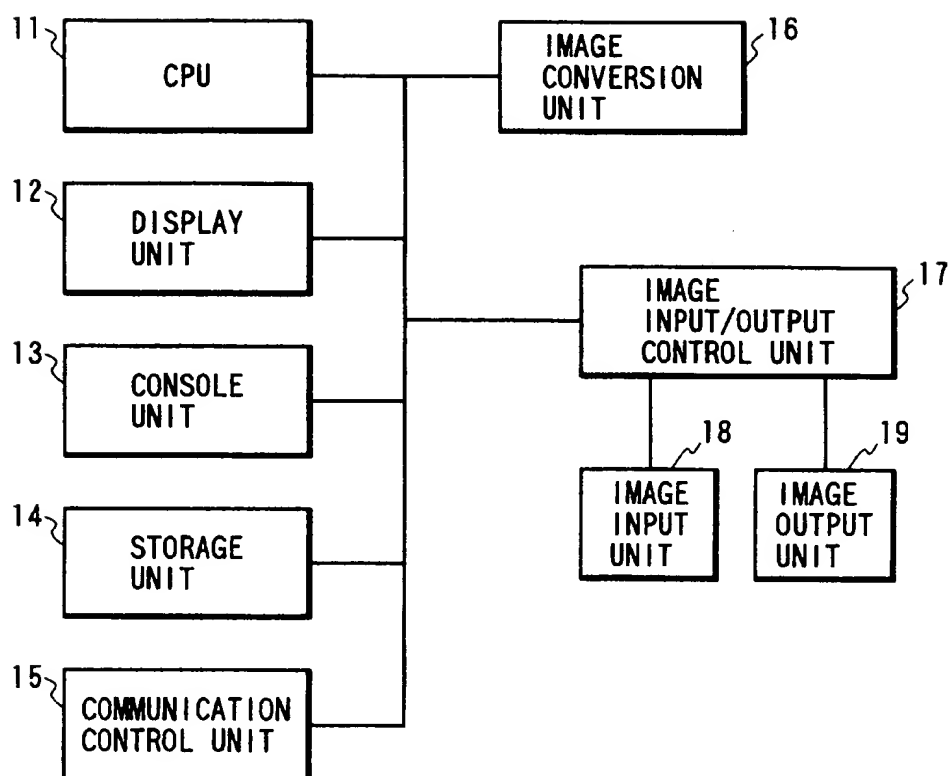 11
CPU
16
IMAGE
CONVERSION
UNIT
12
DISPLAY
UNIT
17
IMAGE
INPUT/OUTPUT
CONTROL UNIT
13
CONSOLE
UNIT
18
IMAGE
INPUT
UNIT
19
IMAGE
OUTPUT
UNIT
14
STORAGE
UNIT
15
COMMUNICATION
CONTROL UNIT